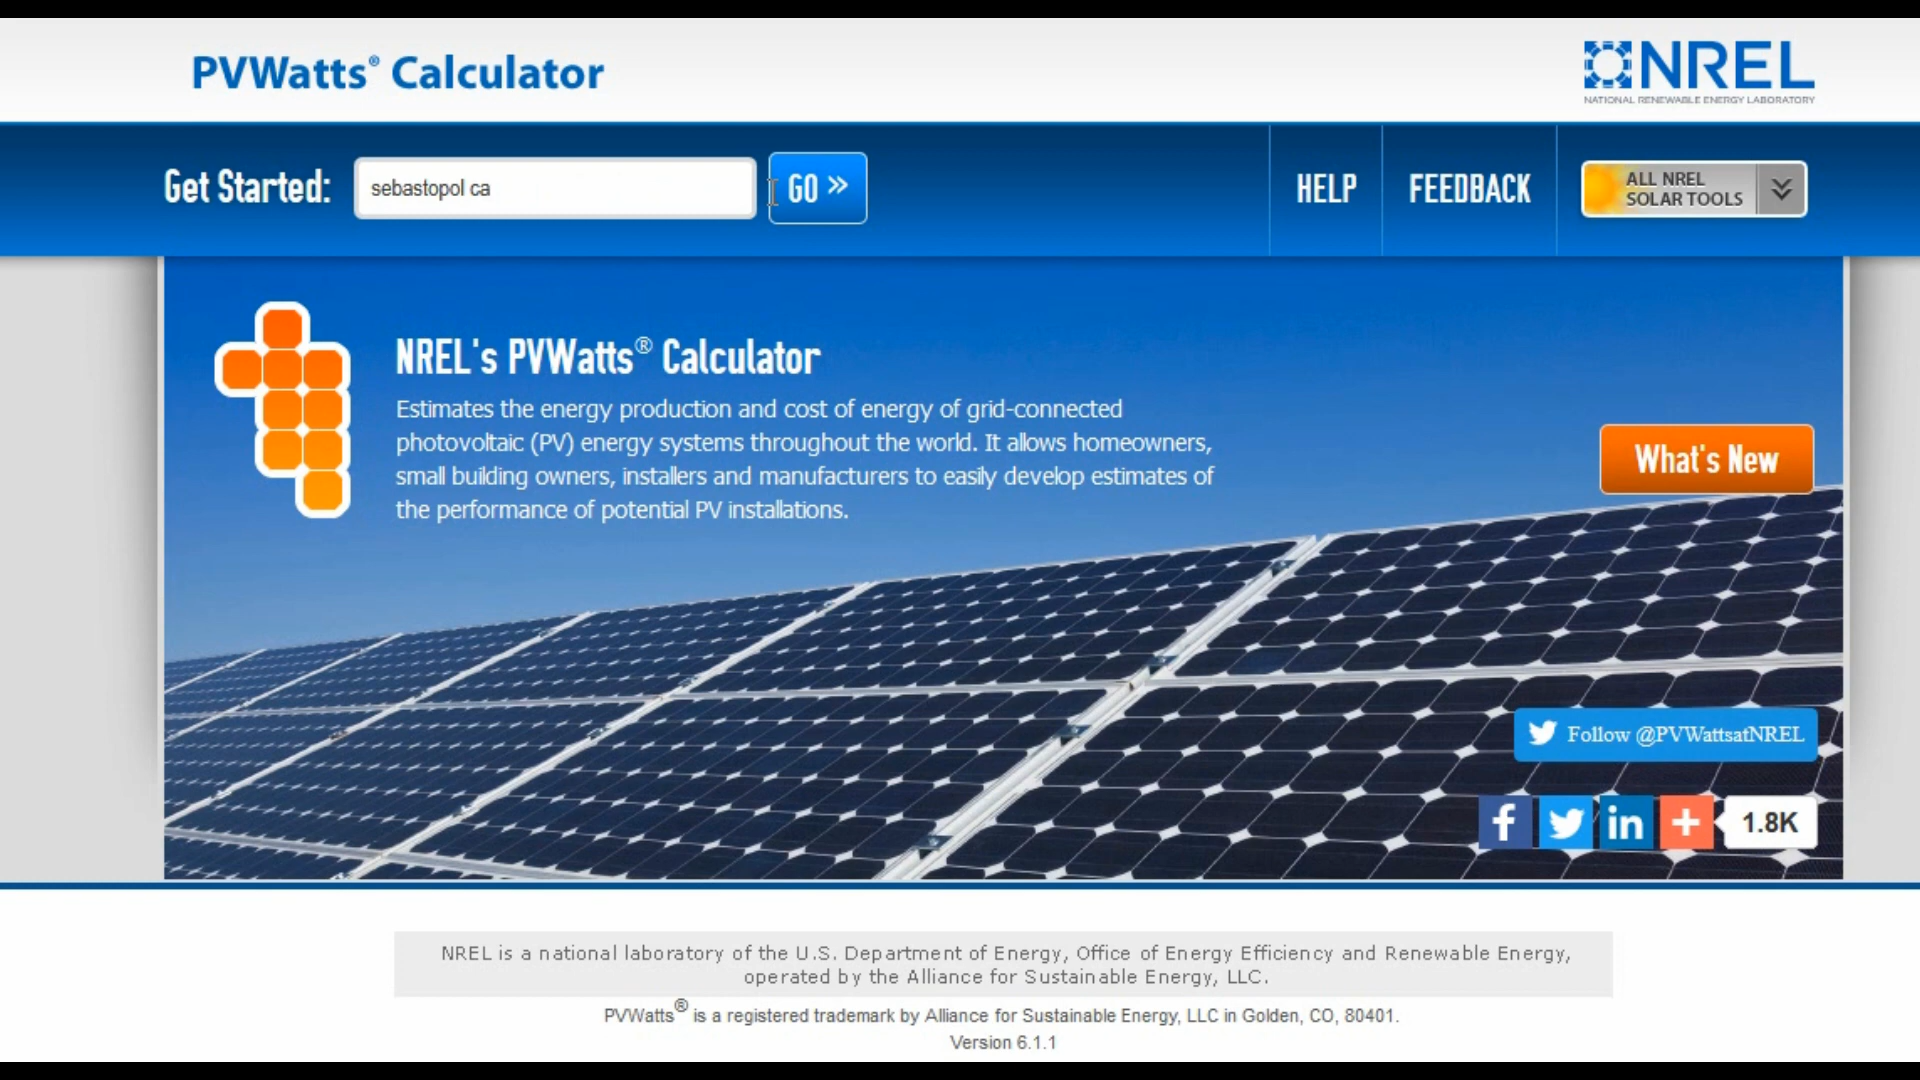 PVWatts® Calculator
NREL
NATIONAL RENEWABLE ENERGY LABORATORY
Get Started:
sebastopol ca
GO »
HELP
FEEDBACK
ALL NREL
SOLAR TOOLS
NREL's PVWatts® Calculator
Estimates the energy production and cost of energy of grid-connected
photovoltaic (PV) energy systems throughout the world. It allows homeowners,
small building owners, installers and manufacturers to easily develop estimates of
the performance of potential PV installations.
What's New
Follow @PVWattsatNREL
f
in
+
1.8K
NREL is a national laboratory of the U.S. Department of Energy, Office of Energy Efficiency and Renewable Energy,
operated by the Alliance for Sustainable Energy, LLC.
PVWatts® is a registered trademark by Alliance for Sustainable Energy, LLC in Golden, CO, 80401.
Version 6.1.1